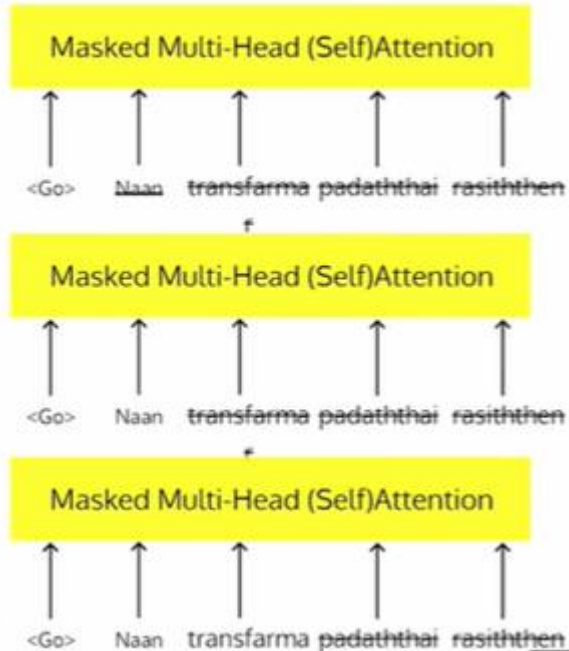 Masked Multi-Head (Self)Attention
<Go> Naan transfarma padaththai rasiththen
r
Masked Multi-Head (Self)Attention
<Go> Naan transfarma padaththai rasiththen
r
Masked Multi-Head (Self)Attention
<Go> Naan transfarma padaththai rasiththen